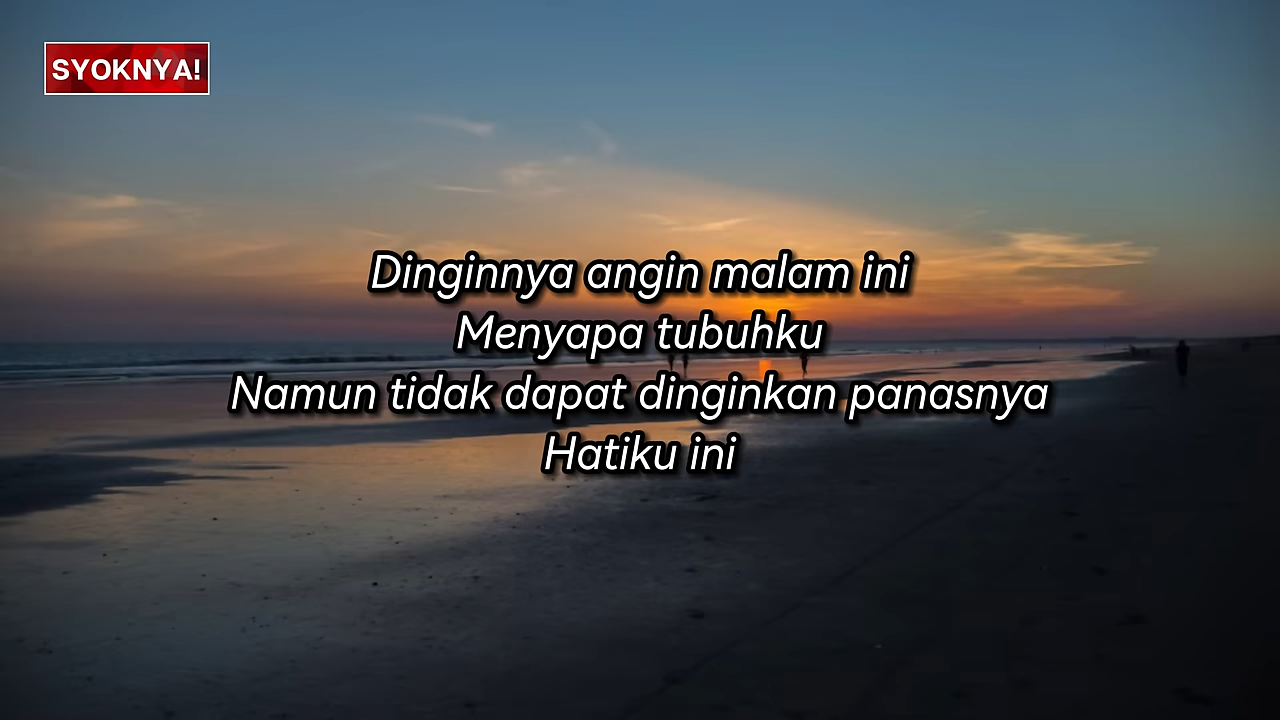 SYOKNYA!
Dinginnya angin malam ini
Menyapa tubuhku
Namun tidak dapat dinginkan panasnya
Hatiku ini